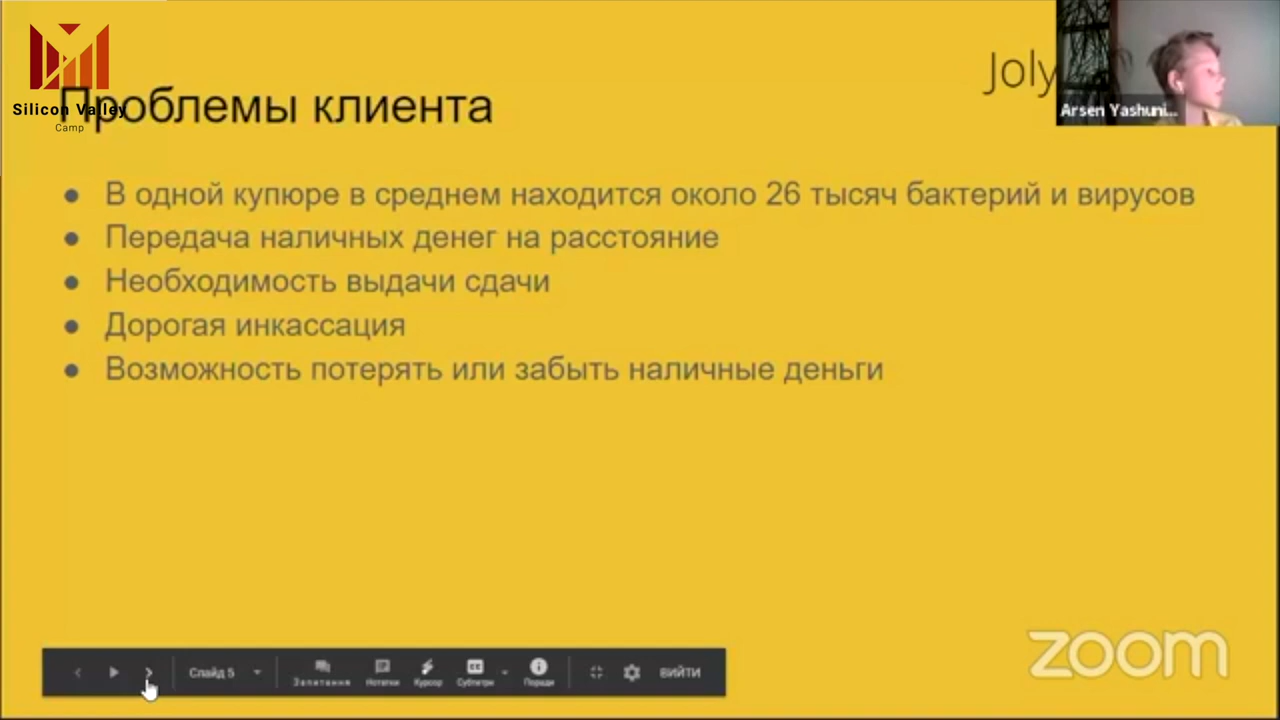 Silicon Valley
Camp
Проблемы клиента
Joly
Arsen Yashuni...
● В одной купюре в среднем находится около 26 тысяч бактерий и вирусов
● Передача наличных денег на расстояние
● Необходимость выдачи сдачи
● Дорогая инкассация
● Возможность потерять или забыть наличные деньги
zoom
Слайд 5
Запитання
Нотатки
Курсор
Субтитри
Поради
ВИЙТИ